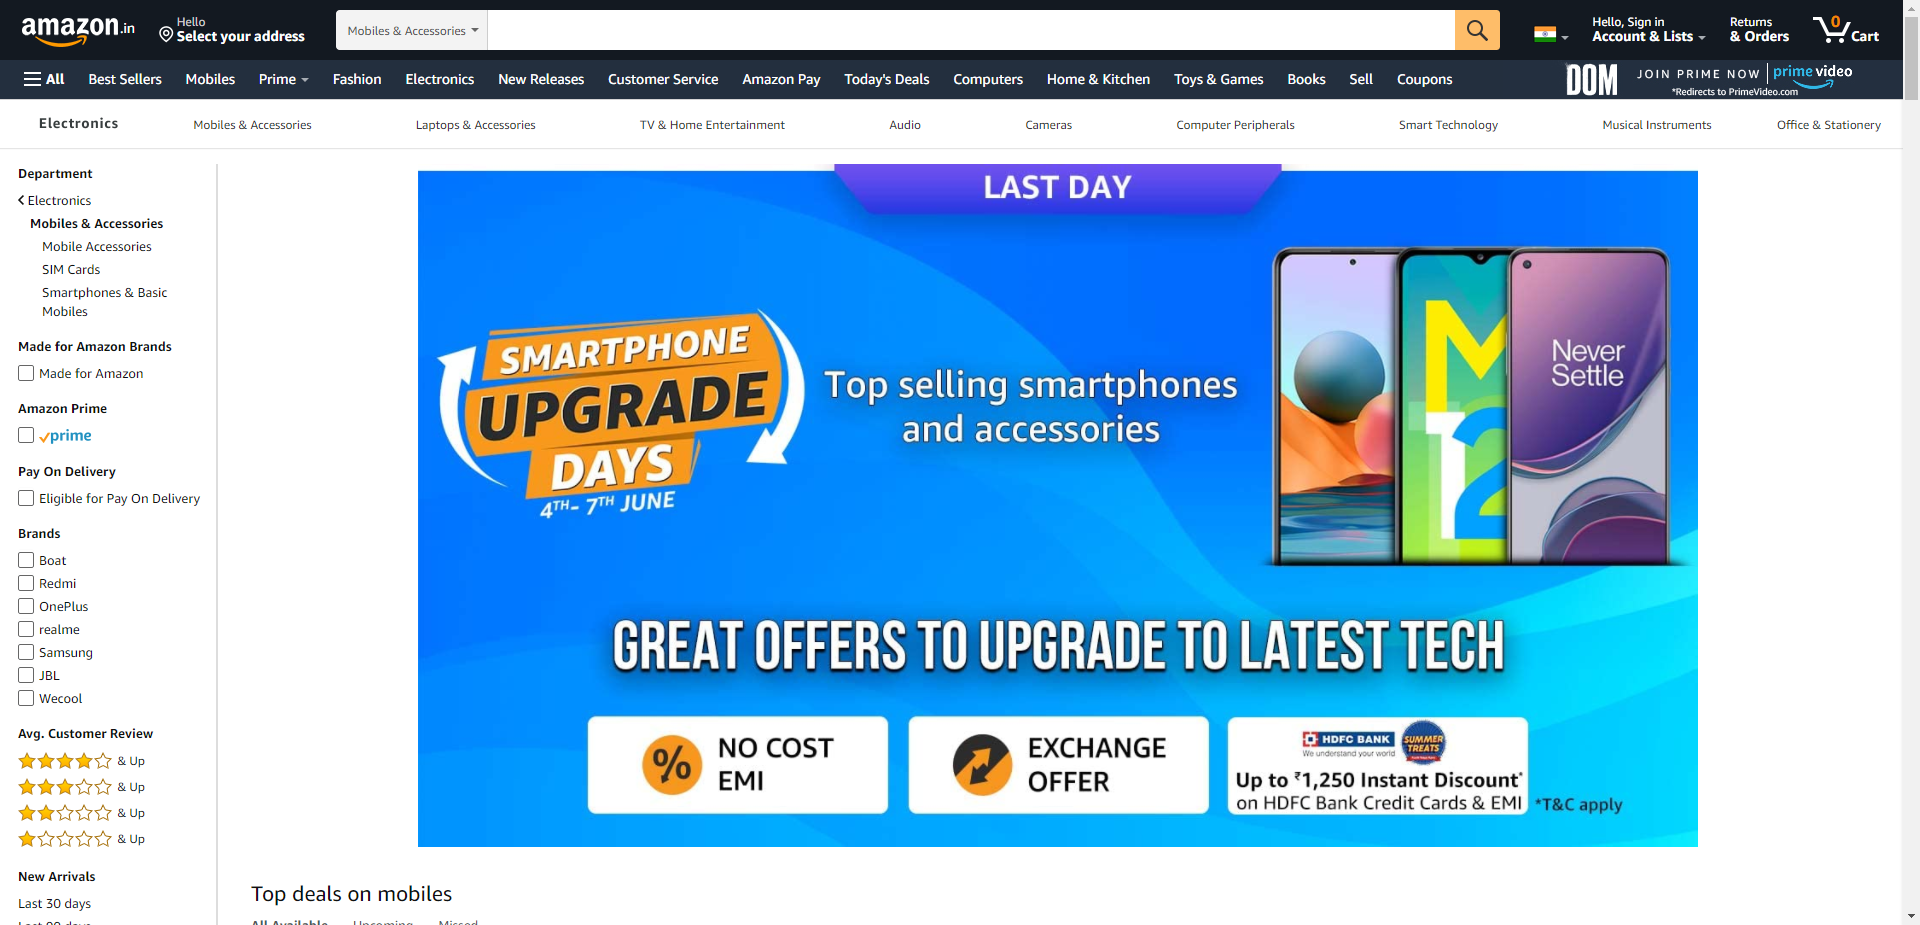 amazon.in
Hello
Select your address
Mobiles & Accessories
Hello, Sign in
Account & Lists
Returns
& Orders
0
Cart
All
Best Sellers
Mobiles
Prime
Fashion
Electronics
New Releases
Customer Service
Amazon Pay
Today's Deals
Computers
Home & Kitchen
Toys & Games
Books
Sell
Coupons
DOM
JOIN PRIME NOW
prime video
*Redirects to PrimeVideo.com
Electronics
Mobiles & Accessories
Laptops & Accessories
TV & Home Entertainment
Audio
Cameras
Computer Peripherals
Smart Technology
Musical Instruments
Office & Stationery
Department
Electronics
Mobiles & Accessories
Mobile Accessories
SIM Cards
Smartphones & Basic
Mobiles
Made for Amazon Brands
Made for Amazon
Amazon Prime
prime
Pay On Delivery
Eligible for Pay On Delivery
Brands
Boat
Redmi
OnePlus
realme
Samsung
JBL
Wecool
Avg. Customer Review
& Up
& Up
& Up
& Up
New Arrivals
Last 30 days
Last 90 days
LAST DAY
SMARTPHONE
UPGRADE
DAYS
4TH- 7TH JUNE
Top selling smartphones
and accessories
M
12
Never
Settle
GREAT OFFERS TO UPGRADE TO LATEST TECH
% NO COST
EMI
EXCHANGE
OFFER
HDFC BANK
We understand your world
SUMMER
TREATS
Up to ₹1,250 Instant Discount*
on HDFC Bank Credit Cards & EMI
*T&C apply
Top deals on mobiles
All Available
Upcoming
Missed